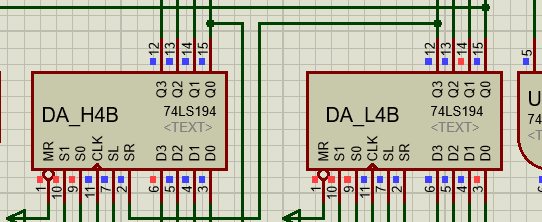 12 13 14 15
12 13 14 15
5
Q3 Q2 Q1 Q0
Q3 Q2 Q1 Q0
DA_H4B
74LS194
<TEXT>
DA_L4B
74LS194
<TEXT>
U
74
<T
MR S1 S0 CLK SL SR D3 D2 D1 D0
MR S1 S0 CLK SL SR D3 D2 D1 D0
1 10 9 11 7 2 6 5 4 3
1 10 9 11 7 2 6 5 4 3
6